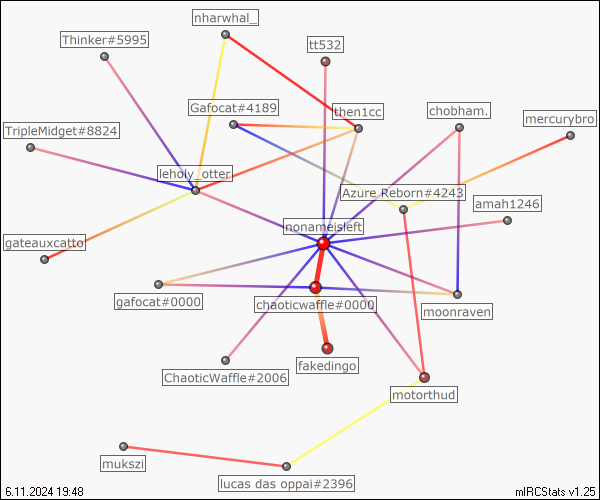 nharwhal_
Thinker#5995
tt532
Gafocat#4189
then1cc
chobham.
mercurybro
TripleMidget#8824
leholy_otter
Azure Reborn#4243
amah1246
nonameisleft
gateauxcatto
gafocat#0000
chaoticwaffle#0000
moonraven
fakedingo
ChaoticWaffle#2006
motorthud
mukszi
lucas das oppai#2396
6.11.2024 19:48
mIRCStats v1.25